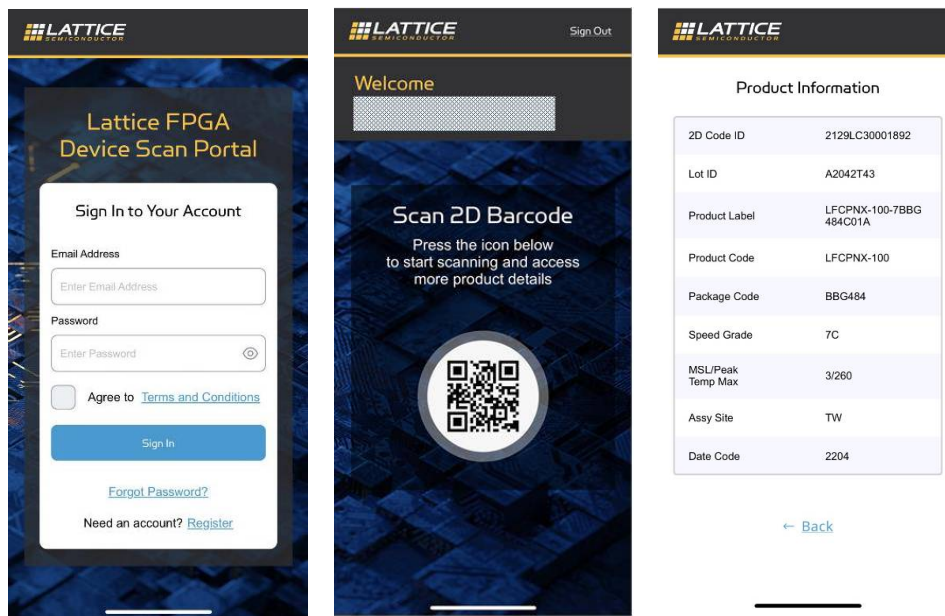 LATTICE
SEMICONDUCTOR
Lattice FPGA
Device Scan Portal
Sign In to Your Account
Email Address
Enter Email Address
Password
Enter Password
Agree to Terms and Conditions
Sign In
Forgot Password?
Need an account? Register
LATTICE
SEMICONDUCTOR
Sign Out
Welcome
Scan 2D Barcode
Press the icon below
to start scanning and access
more product details
LATTICE
SEMICONDUCTOR
Product Information
2D Code ID 2129LC30001892
Lot ID A2042T43
Product Label LFCPNX-100-7BBG
484C01A
Product Code LFCPNX-100
Package Code BBG484
Speed Grade 7C
MSL/Peak
Temp Max 3/260
Assy Site TW
Date Code 2204
← Back